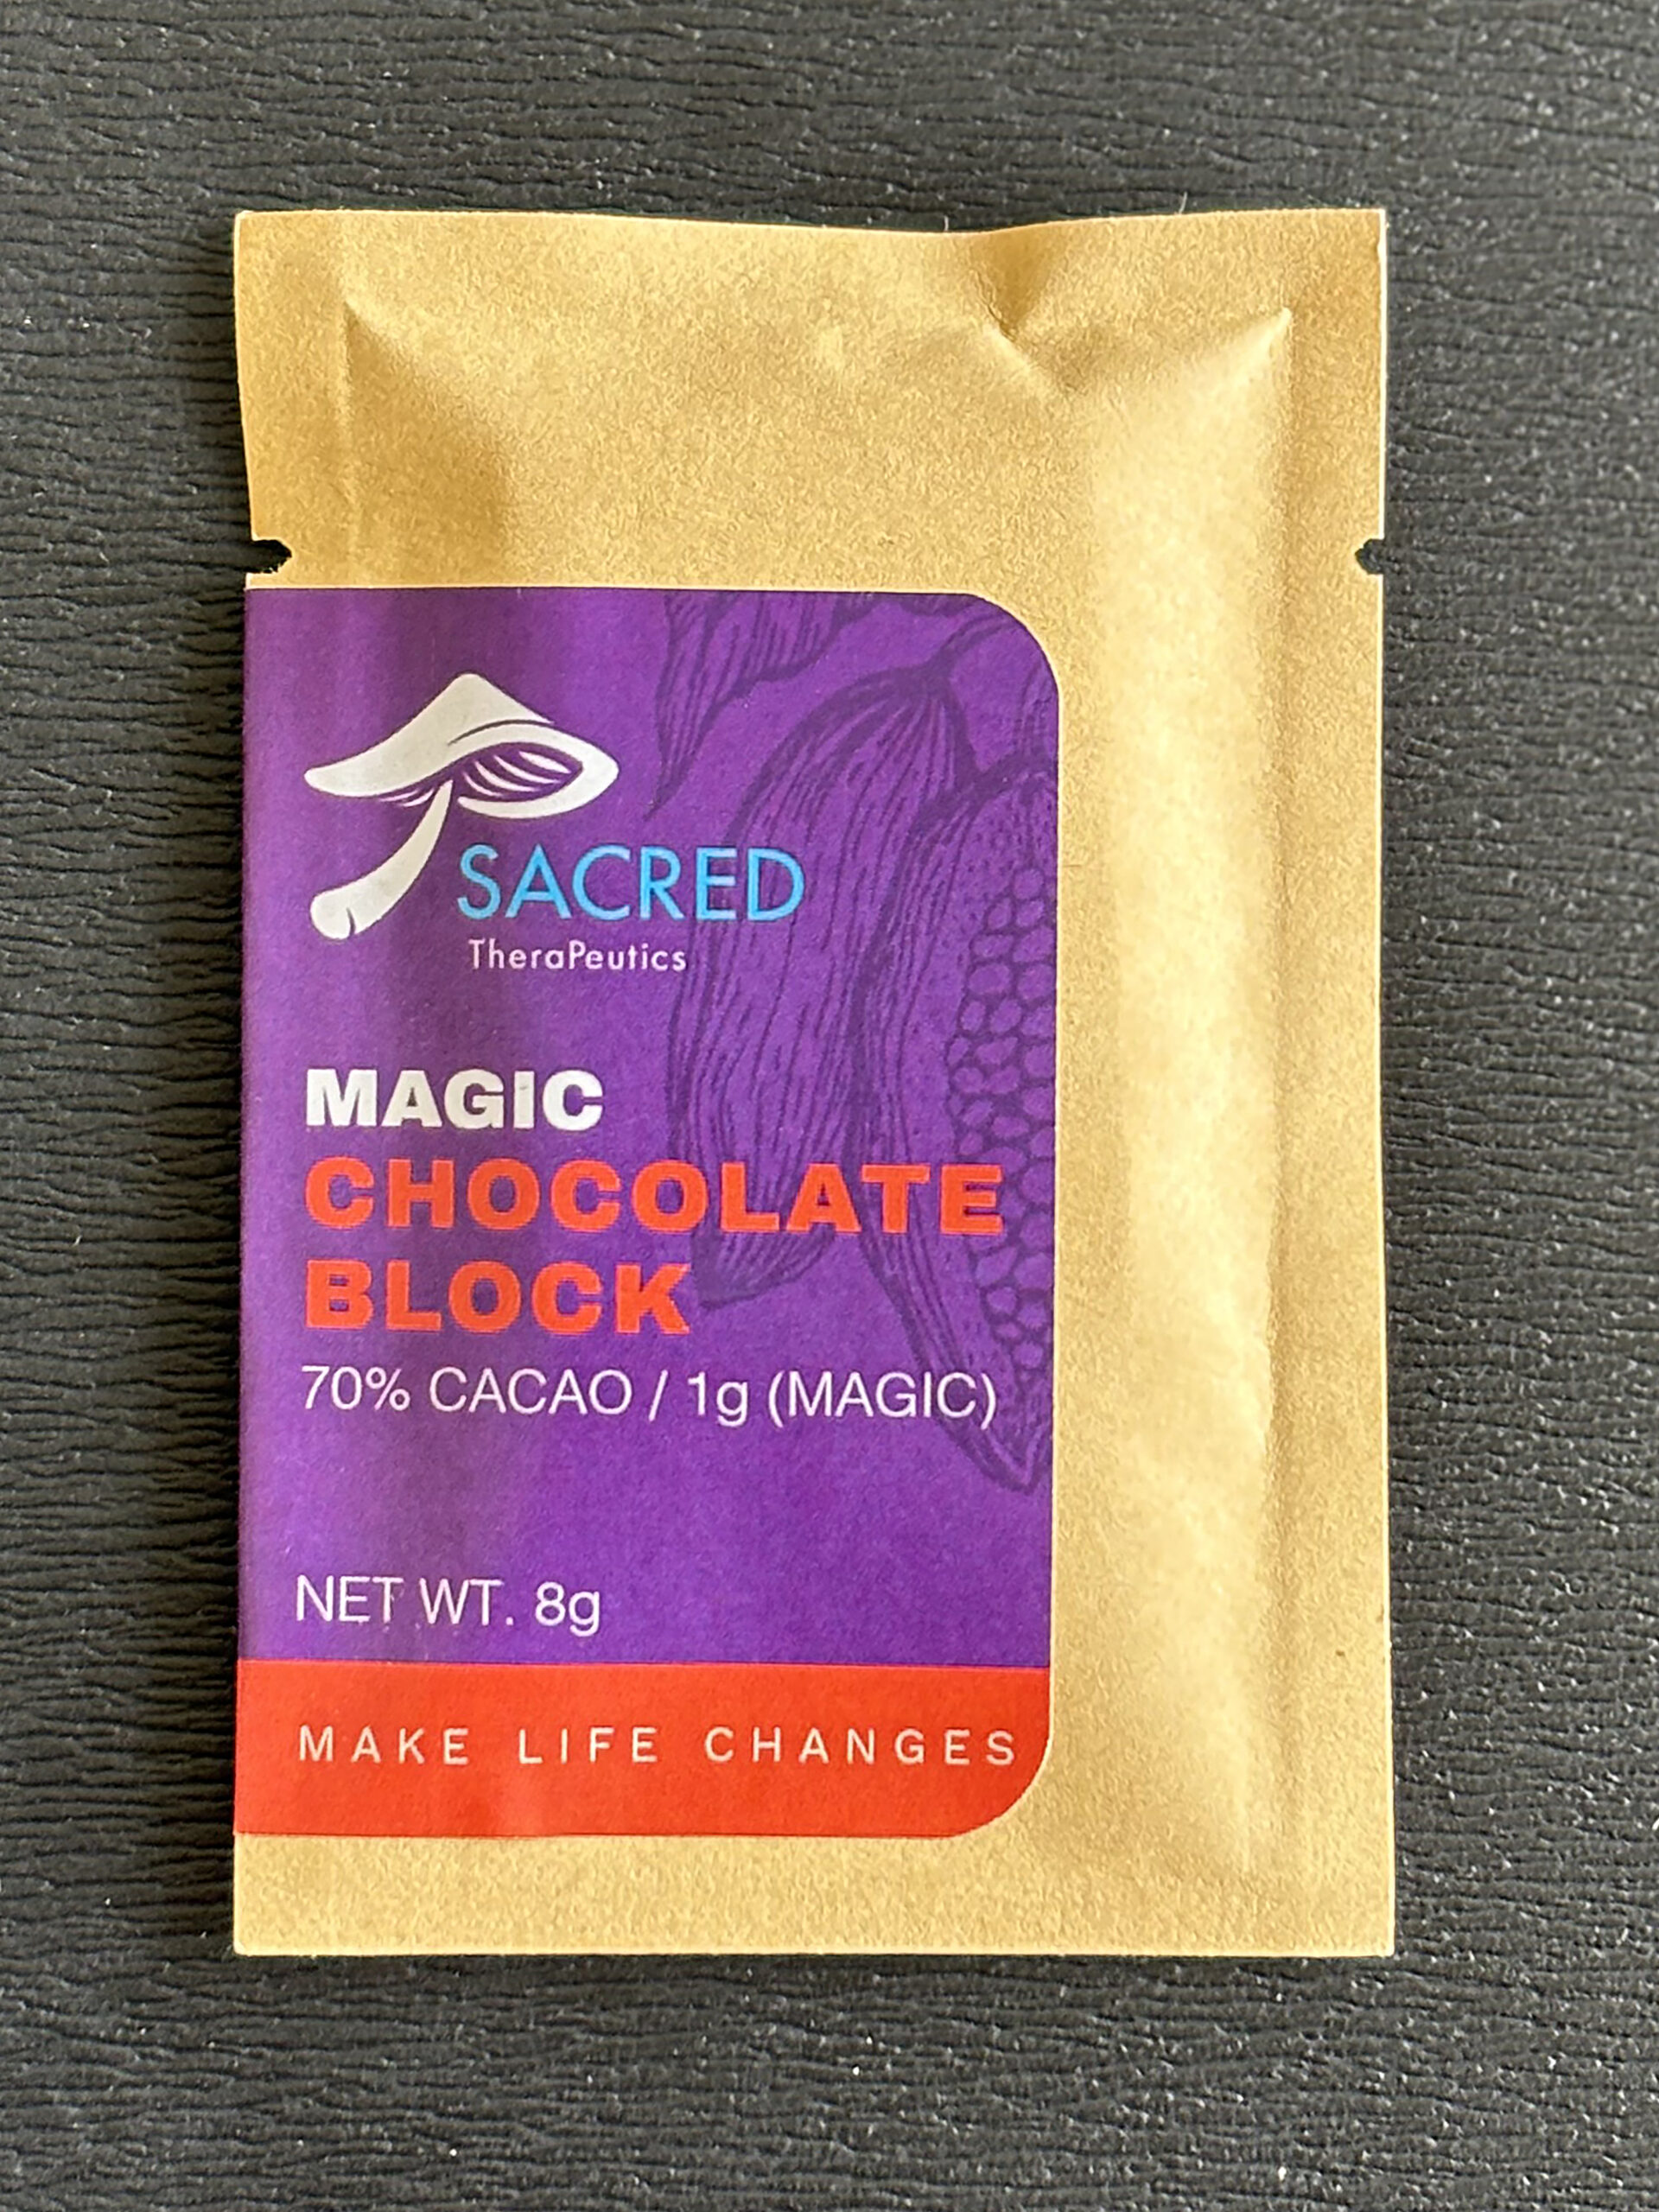 SACRED
TheraPeutics
MAGIC
CHOCOLATE
BLOCK
70% CACAO / 1g (MAGIC)
NET WT. 8g
MAKE LIFE CHANGES